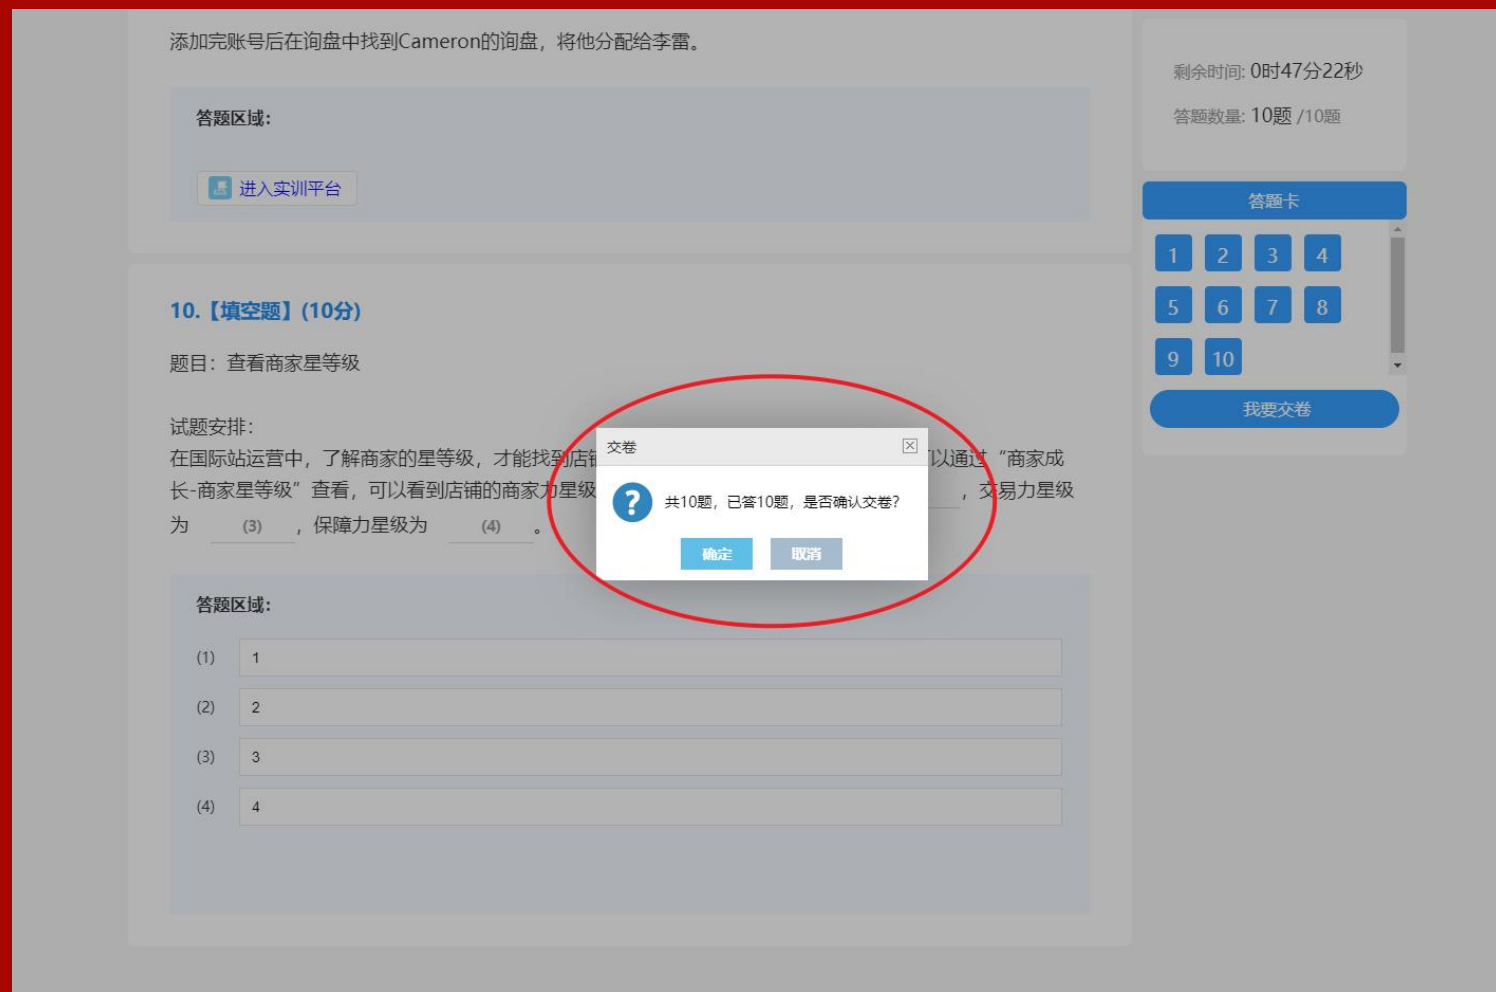 添加完账号后在询盘中找到Cameron的询盘，将他分配给李雷。
答题区域：
进入实训平台
10.【填空题】(10分)
题目：查看商家星等级
试题安排：
在国际站运营中，了解商家的星等级，才能找到店
以通过“商家成
长-商家星等级”查看，可以看到店铺的商家力星级
，交易力星级
为 (3) ，保障力星级为 (4) 。
交卷
共10题，已答10题，是否确认交卷？
确定 取消
答题区域：
(1) 1
(2) 2
(3) 3
(4) 4
剩余时间: 0时47分22秒
答题数量: 10题 /10题
答题卡
1 2 3 4
5 6 7 8
9 10
我要交卷